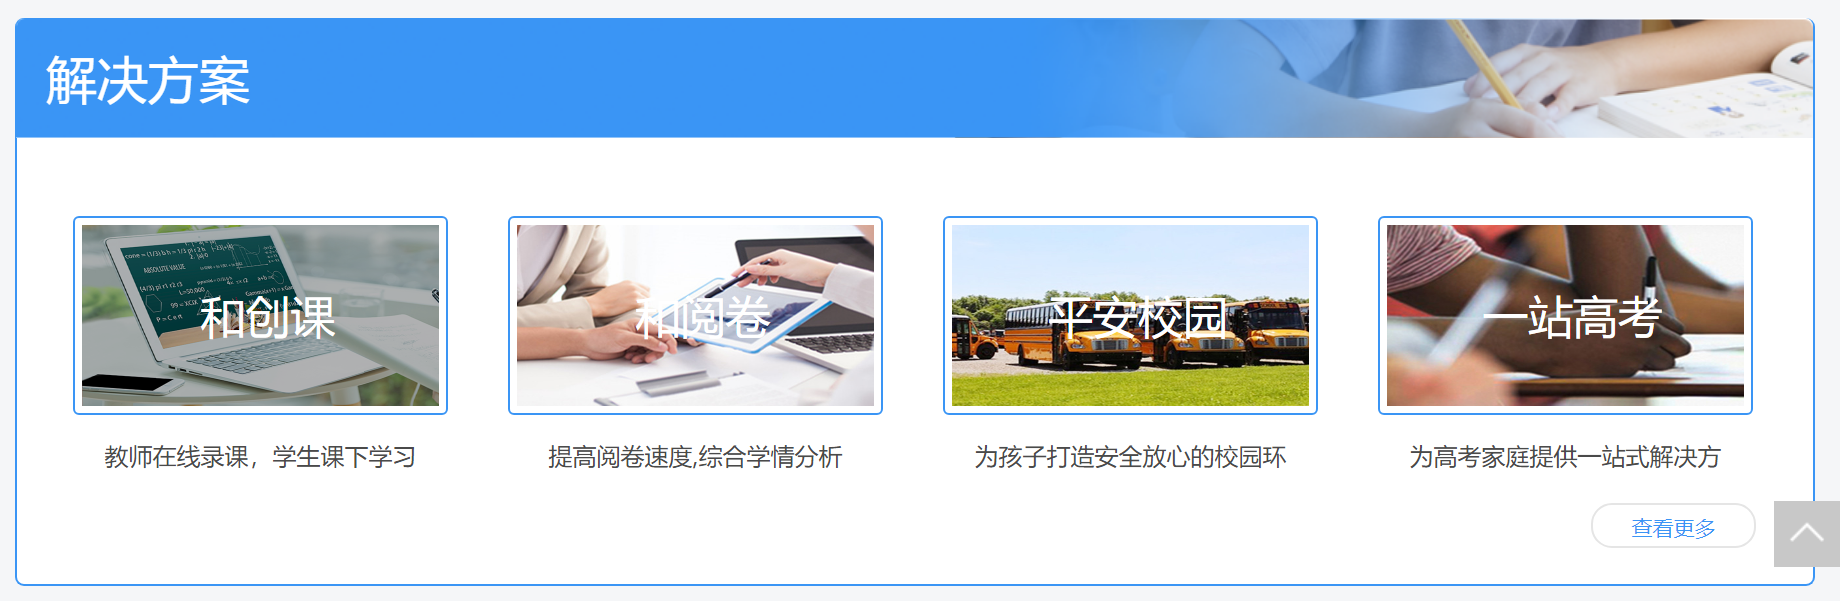 解决方案
和创课
和阅卷
平安校园
一站高考
教师在线录课，学生课下学习
提高阅卷速度,综合学情分析
为孩子打造安全放心的校园环
为高考家庭提供一站式解决方
查看更多